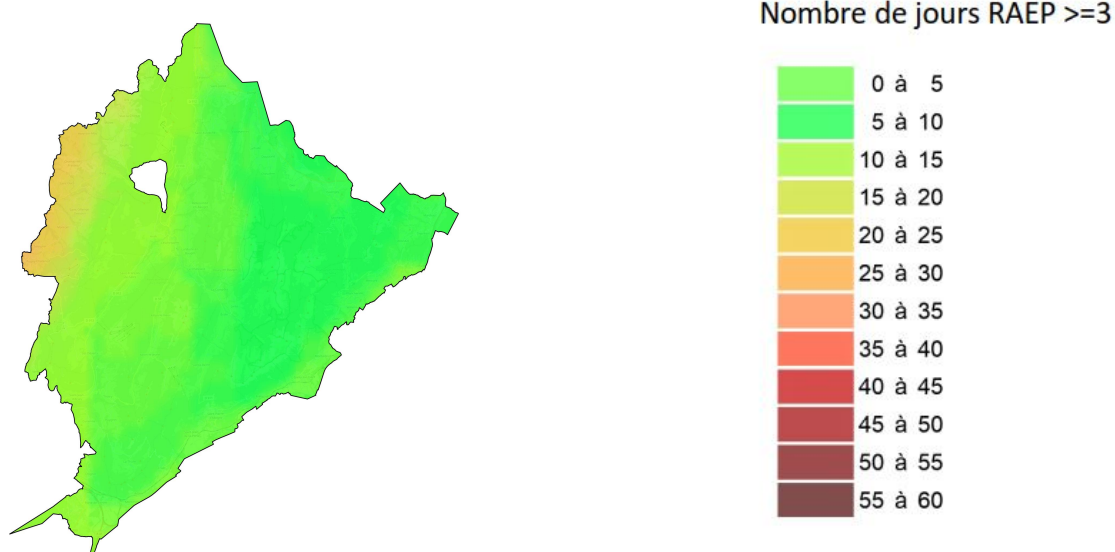 Nombre de jours RAEP >=3
0 à 5
5 à 10
10 à 15
15 à 20
20 à 25
25 à 30
30 à 35
35 à 40
40 à 45
45 à 50
50 à 55
55 à 60